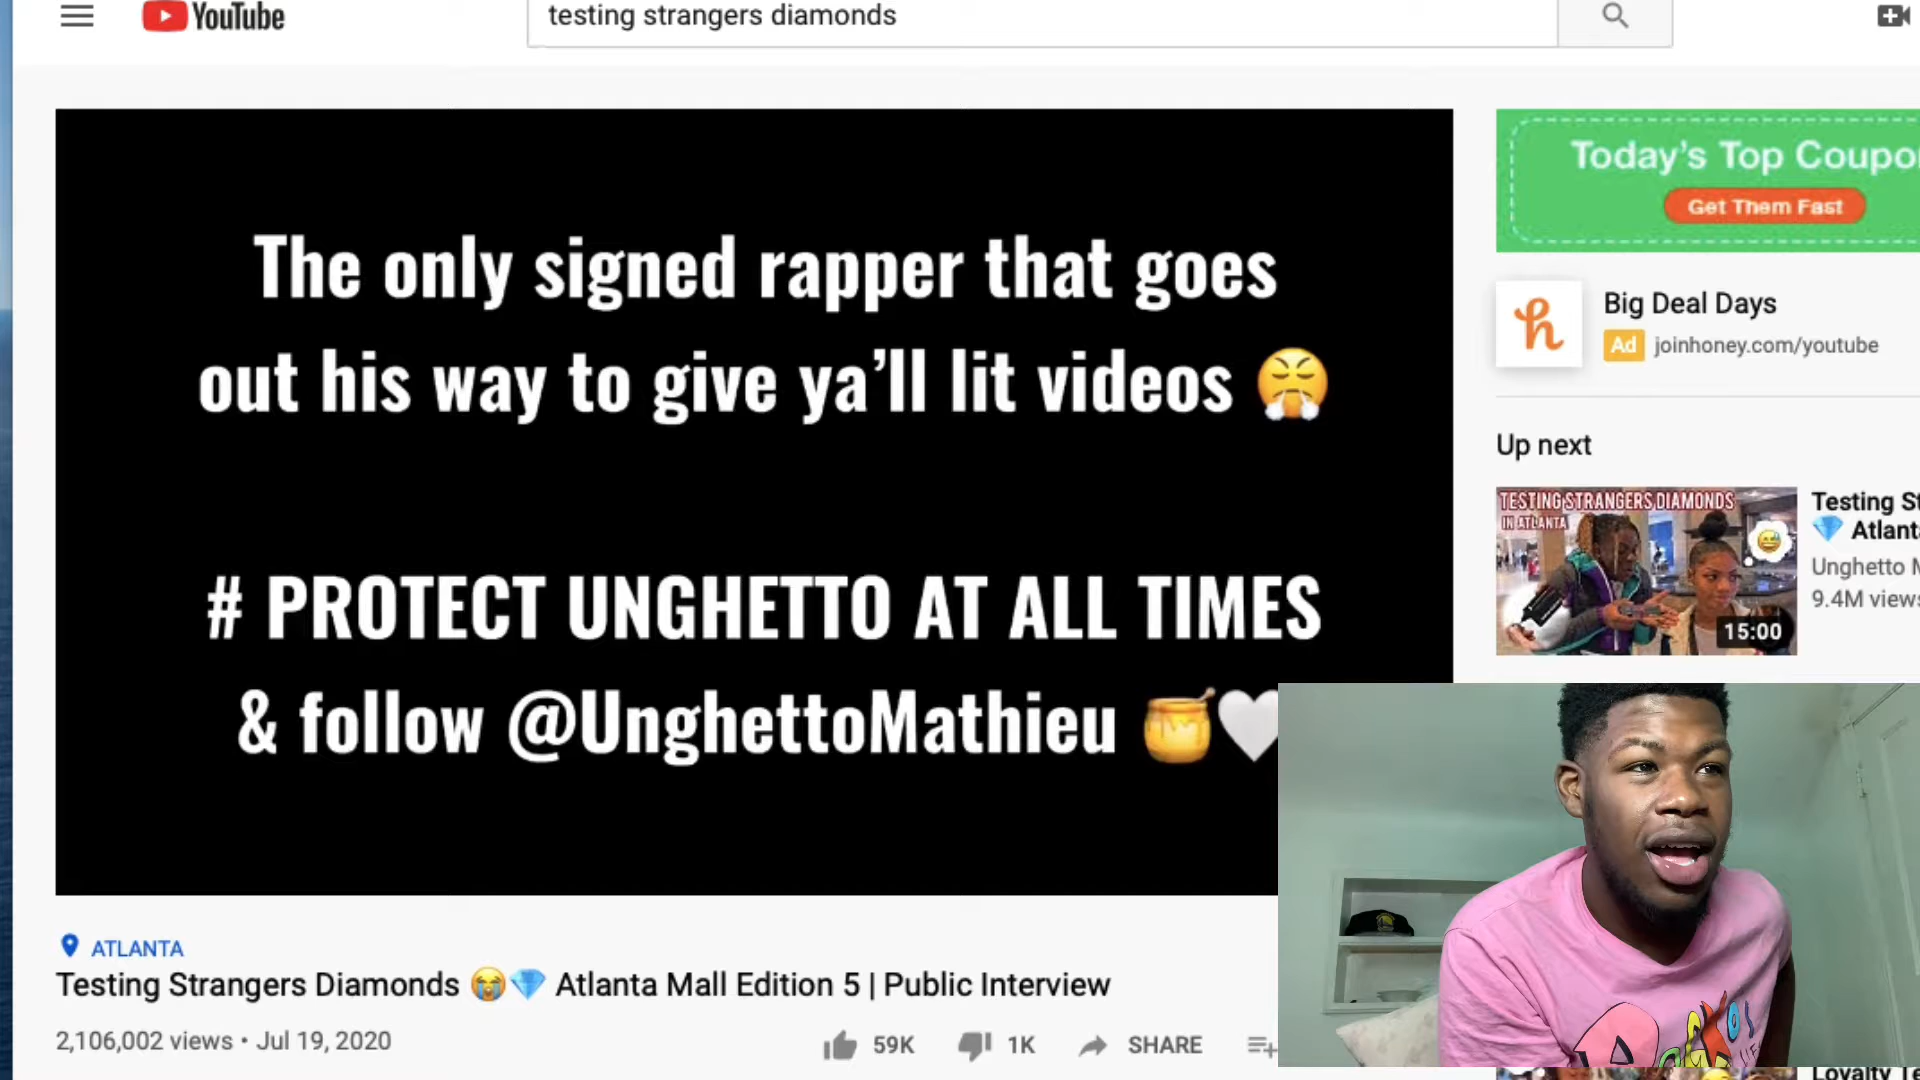 YouTube
testing strangers diamonds
The only signed rapper that goes
out his way to give ya’ll lit videos 😤
# PROTECT UNGHETTO AT ALL TIMES
& follow @UnghettoMathieu 🍯🤍
ATLANTA
Testing Strangers Diamonds 😭💎 Atlanta Mall Edition 5 | Public Interview
2,106,002 views • Jul 19, 2020
59K
1K
SHARE
Today's Top Coupo
Get Them Fast
Big Deal Days
Ad joinhoney.com/youtube
Up next
TESTING STRANGERS DIAMONDS
IN ATLANTA
15:00
Testing St
💎 Atlant
Unghetto M
9.4M views
Loyalty Te